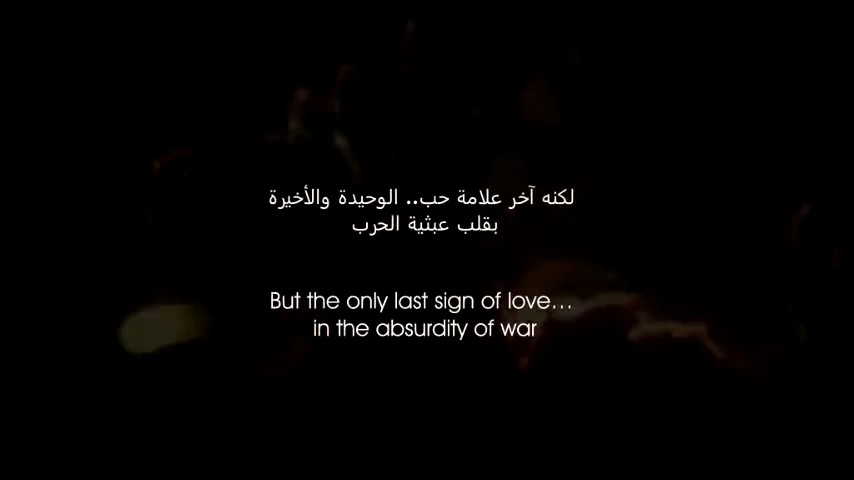 لكنه آخر علامة حب.. الوحيدة والأخيرة
بقلب عبثية الحرب
But the only last sign of love...
in the absurdity of war